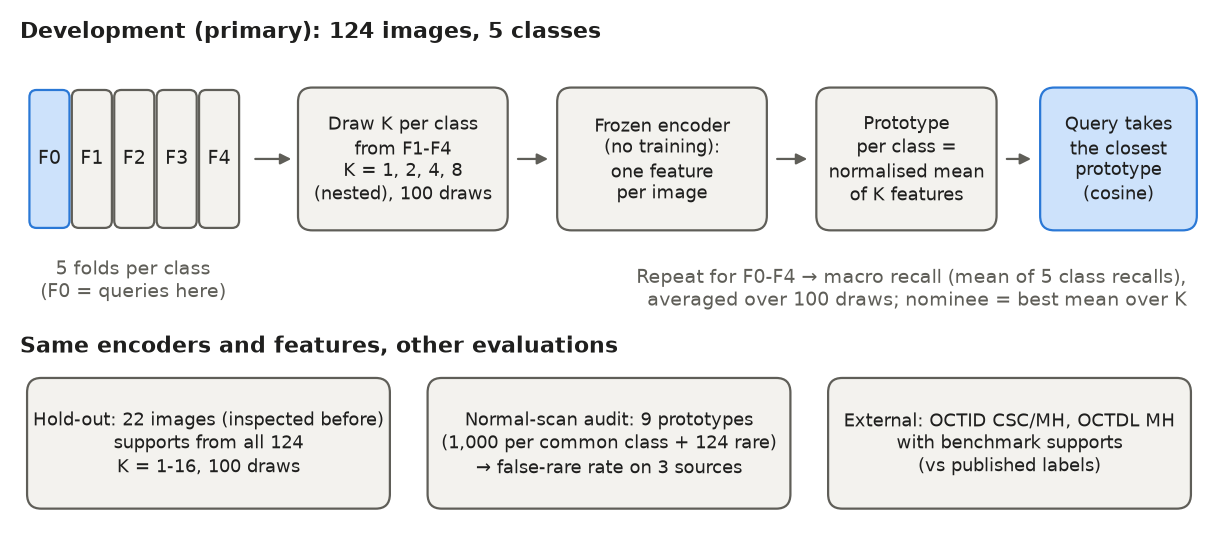 Development (primary): 124 images, 5 classes
F0
F1
F2
F3
F4
Draw K per class
from F1-F4
K = 1, 2, 4, 8
(nested), 100 draws
Frozen encoder
(no training):
one feature
per image
Prototype
per class =
normalised mean
of K features
Query takes
the closest
prototype
(cosine)
5 folds per class
(F0 = queries here)
Repeat for F0-F4 → macro recall (mean of 5 class recalls),
averaged over 100 draws; nominee = best mean over K
Same encoders and features, other evaluations
Hold-out: 22 images (inspected before)
supports from all 124
K = 1-16, 100 draws
Normal-scan audit: 9 prototypes
(1,000 per common class + 124 rare)
→ false-rare rate on 3 sources
External: OCTID CSC/MH, OCTDL MH
with benchmark supports
(vs published labels)